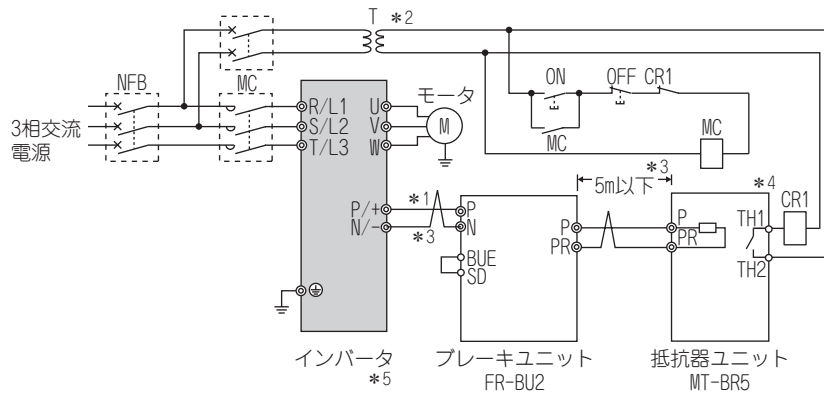 T *2
NFB
MC
3相交流
電源
R/L1
S/L2
T/L3
U
V
W
モータ
M
ON
OFF
CR1
MC
MC
P/+
N/-
*1
*3
P
N
BUE
SD
P
PR
5m以下
*3
*4
P
PR
TH1
TH2
CR1
インバータ
*5
ブレーキユニット
FR-BU2
抵抗器ユニット
MT-BR5